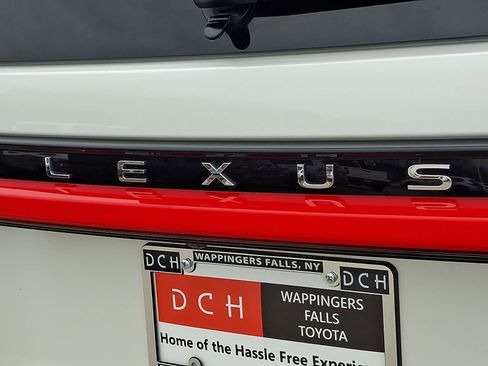 LEXUS
DCH WAPPINGERS FALLS, NY DCH
DCH
WAPPINGERS
FALLS
TOYOTA
Home of the Hassle Free